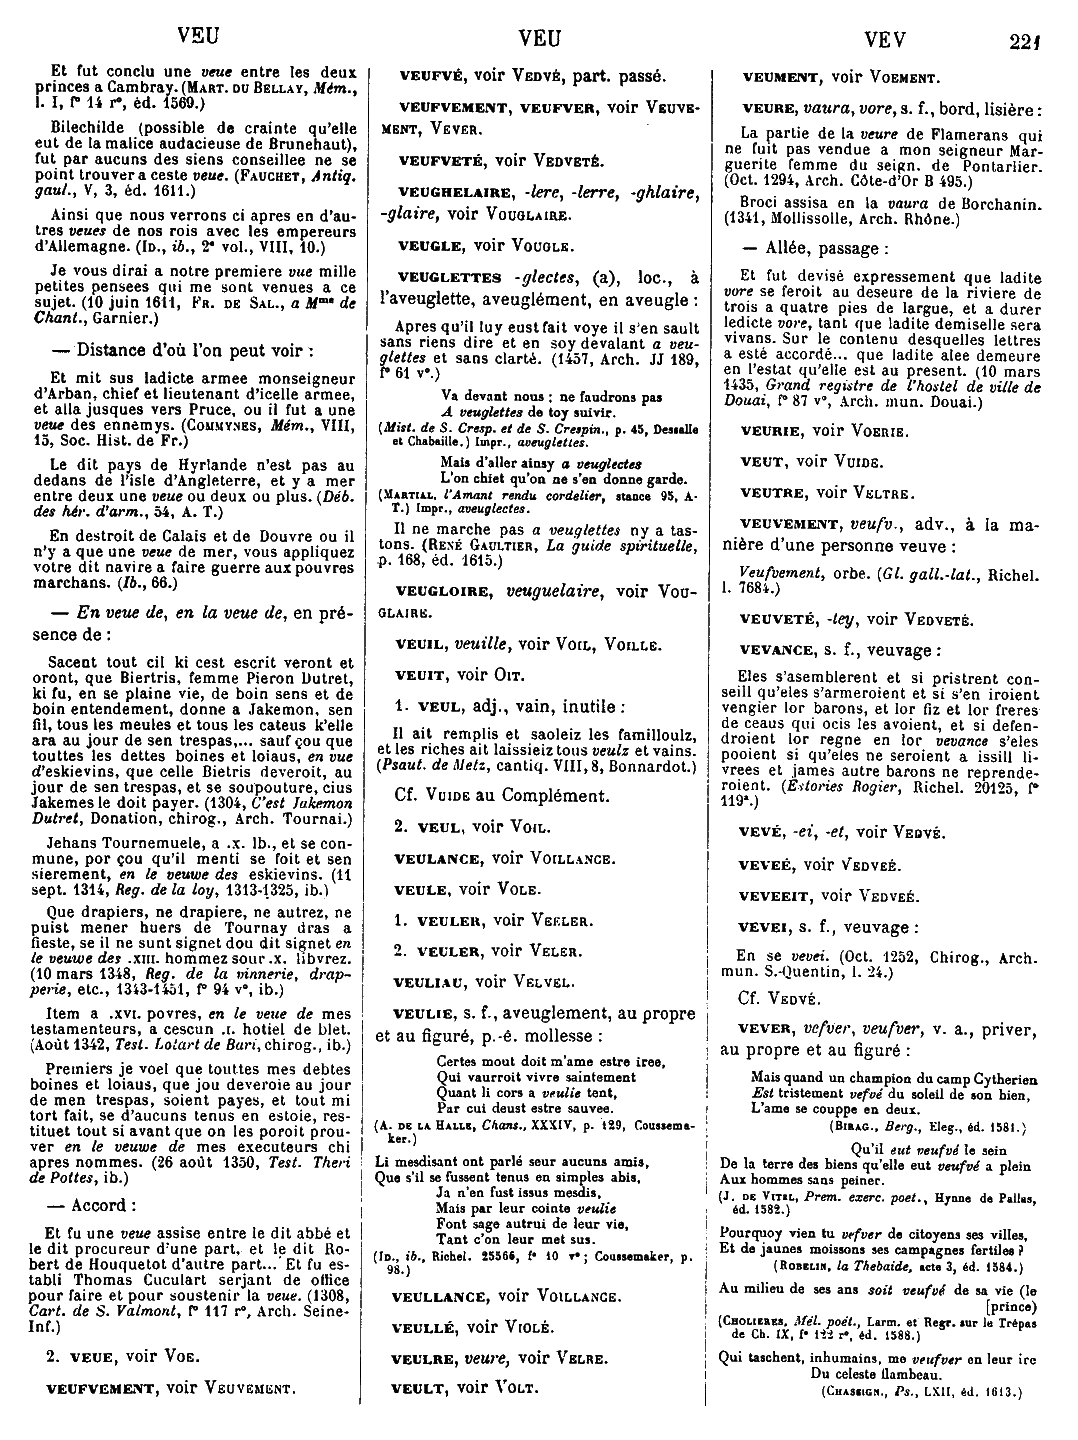 VEU
VEU
VEV
221
Et fut conclu une veue entre les deux
princes a Cambray. (MART. DU BELLAY, Mém.,
l. I, f° 14 r°, éd. 1569.)
Bilechilde (possible de crainte qu'elle
eut de la malice audacieuse de Brunehaut),
fut par aucuns des siens conseillee ne se
point trouver a ceste veue. (FAUCHET, Antiq.
gaul., V, 3, éd. 1611.)
Ainsi que nous verrons ci apres en d'au-
tres veues de nos rois avec les empereurs
d'Allemagne. (ID., ib., 2e vol., VIII, 10.)
Je vous dirai a notre premiere vue mille
petites pensees qui me sont venues a ce
sujet. (10 juin 1611, FR. DE SAL., a Mme de
Chant., Garnier.)
— Distance d'où l'on peut voir :
Et mit sus ladicte armee monseigneur
d'Arban, chief et lieutenant d'icelle armee,
et alla jusques vers Pruce, ou il fut a une
veue des ennemys. (COMMYNES, Mém., VIII,
15, Soc. Hist. de Fr.)
Le dit pays de Hyrlande n'est pas au
dedans de l'isle d'Angleterre, et y a mer
entre deux une veue ou deux ou plus. (Déb.
des hér. d'arm., 54, A. T.)
En destroit de Calais et de Douvre ou il
n'y a que une veue de mer, vous appliquez
votre dit navire a faire guerre aux pouvres
marchans. (Ib., 66.)
— En veue de, en la veue de, en pré-
sence de :
Sacent tout cil ki cest escrit veront et
oront, que Biertris, femme Pieron Dutret,
ki fu, en se plaine vie, de boin sens et de
boin entendement, donne a Jakemon, sen
fil, tous les meules et tous les cateus k'elle
ara au jour de sen trespas,... sauf çou que
touttes les dettes boines et loiaus, en vue
d'eskievins, que celle Bietris deveroit, au
jour de sen trespas, et se soupouture, cius
Jakemes le doit payer. (1304, C'est Jakemon
Dutret, Donation, chirog., Arch. Tournai.)
Jehans Tournemuele, a .x. lb., et se con-
mune, por çou qu'il menti se foit et sen
sierement, en le veuwe des eskievins. (11
sept. 1314, Reg. de la loy, 1313-1325, ib.)
Que drapiers, ne drapiere, ne autrez, ne
puist mener huers de Tournay dras a
fieste, se il ne sunt signet dou dit signet en
le veuwe des .XIII. hommez sour .x. libvrez.
(10 mars 1348, Reg. de la vinnerie, drap-
perie, etc., 1343-1451, f° 94 v°, ib.)
Item a .XVI. povres, en le veue de mes
testamenteurs, a cescun .I. hotiel de blet.
(Août 1342, Test. Lotart de Bari, chirog., ib.)
Premiers je voel que touttes mes debtes
boines et loiaus, que jou deveroie au jour
de men trespas, soient payes, et tout mi
tort fait, se d'aucuns tenus en estoie, res-
tituet tout si avant que on les poroit prou-
ver en le veuwe de mes executeurs chi
apres nommes. (26 août 1350, Test. Theri
de Pottes, ib.)
— Accord :
Et fu une veue assise entre le dit abbé et
le dit procureur d'une part, et le dit Ro-
bert de Houquetot d'autre part... Et fu es-
tabli Thomas Cuculart serjant de office
pour faire et pour soustenir la veue. (1308,
Cart. de S. Valmont, f° 117 r°, Arch. Seine-
Inf.)
2. VEUE, voir VOE.
VEUFVEMENT, voir VEUVEMENT.
VEUFVÉ, voir VEDVÉ, part. passé.
VEUFVEMENT, VEUFVER, voir VEUVE-
MENT, VEVER.
VEUFVETÉ, voir VEDVETÉ.
VEUGHELAIRE, -lere, -lerre, -ghlaire,
-glaire, voir VOUGLAIRE.
VEUGLE, voir VOUGLE.
VEUGLETTES -glectes, (a), loc., à
l'aveuglette, aveuglément, en aveugle :
Apres qu'il luy eust fait voye il s'en sault
sans riens dire et en soy devalant a veu-
glettes et sans clarté. (1457, Arch. JJ 189,
f° 61 v°.)
Va devant nous : ne faudrons pas
A veuglettes de toy suivir.
(Mist. de S. Cresp. et de S. Crespin., p. 45, Dessalle
et Chabaille.) Impr., aveuglettes.
Mais d'aller ainsy a veuglectes
L'on chiet qu'on ne s'en donne garde.
(MARTIAL, l'Amant rendu cordelier, stance 95, A.
T.) Impr., aveuglectes.
Il ne marche pas a veuglettes ny a tas-
tons. (RENÉ GAULTIER, La guide spirituelle,
p. 168, éd. 1615.)
VEUGLOIRE, veuguelaire, voir VOU-
GLAIRE.
VEUIL, veuille, voir VOIL, VOILLE.
VEUIT, voir OIT.
1. VEUL, adj., vain, inutile :
Il ait remplis et saoleiz les familloulz,
et les riches ait laissieiz tous veulz et vains.
(Psaut. de Metz, cantiq. VIII, 8, Bonnardot.)
Cf. VUIDE au Complément.
2. VEUL, voir VOIL.
VEULANCE, voir VOILLANCE.
VEULE, voir VOLE.
1. VEULER, voir VEELER.
2. VEULER, voir VELER.
VEULIAU, voir VELVEL.
VEULIE, s. f., aveuglement, au propre
et au figuré, p.-ê. mollesse :
Certes mout doit m'ame estre iree,
Qui vaurroit vivre saintement
Quant li cors a veulie tent,
Par cui deust estre sauvee.
(A. DE LA HALLE, Chans., XXXIV, p. 129, Coussema-
ker.)
Li mesdisant ont parlé seur aucuns amis,
Que s'il se fussent tenus en simples abis,
Ja n'en fust issus mesdis,
Mais par leur cointe veulie
Font sage autrui de leur vie,
Tant c'on leur met sus.
(ID., ib., Richel. 25566, f° 10 r° ; Coussemaker, p.
98.)
VEULLANCE, voir VOILLANCE.
VEULLÉ, voir VIOLÉ.
VEULRE, veure, voir VELRE.
VEULT, voir VOLT.
VEUMENT, voir VOEMENT.
VEURE, vaura, vore, s. f., bord, lisière :
La partie de la veure de Flamerans qui
ne fuit pas vendue a mon seigneur Mar-
guerite femme du seign. de Pontarlier.
(Oct. 1294, Arch. Côte-d'Or B 495.)
Broci assisa en la vaura de Borchanin.
(1341, Mollissolle, Arch. Rhône.)
— Allée, passage :
Et fut devisé expressement que ladite
vore se feroit au deseure de la riviere de
trois a quatre pies de largue, et a durer
ledicte vore, tant que ladite demiselle sera
vivans. Sur le contenu desquelles lettres
a esté accordé... que ladite alee demeure
en l'estat qu'elle est au present. (10 mars
1435, Grand registre de l'hostel de ville de
Douai, f° 87 v°, Arch. mun. Douai.)
VEURIE, voir VOERIE.
VEUT, voir VUIDE.
VEUTRE, voir VELTRE.
VEUVEMENT, veufv., adv., à la ma-
nière d'une personne veuve :
Veufvement, orbe. (Gl. gall.-lat., Richel.
l. 7684.)
VEUVETÉ, -tey, voir VEDVETÉ.
VEVANCE, s. f., veuvage :
Eles s'asemblerent et si pristrent con-
seill qu'eles s'armeroient et si s'en iroient
vengier lor barons, et lor fiz et lor freres
de ceaus qui ocis les avoient, et si defen-
droient lor regne en lor vevance s'eles
pooient si qu'eles ne seroient a issill li-
vrees et james autre barons ne reprende-
roient. (Estories Rogier, Richel. 20125, f°
119a.)
VEVÉ, -ei, -et, voir VEDVÉ.
VEVEÉ, voir VEDVEÉ.
VEVEEIT, voir VEDVEÉ.
VEVEI, s. f., veuvage :
En se vevei. (Oct. 1252, Chirog., Arch.
mun. S.-Quentin, l. 24.)
Cf. VEDVÉ.
VEVER, vefver, veufver, v. a., priver,
au propre et au figuré :
Mais quand un champion du camp Cytherien
Est tristement vefvé du soleil de son bien,
L'ame se couppe en deux.
(BIRAG., Berg., Eleg., éd. 1581.)
Qu'il eut veufvé le sein
De la terre des biens qu'elle eut veufvé a plein
Aux hommes sans peiner.
(J. DE VITEL, Prem. exerc. poet., Hynne de Pallas,
éd. 1582.)
Pourquoy vien tu vefver de citoyens ses villes,
Et de jaunes moissons ses campagnes fertiles ?
(ROBELIN, la Thebaide, acte 3, éd. 1584.)
Au milieu de ses ans soit veufvé de sa vie (le
[prince)
(CHOLIERES, Mél. poét., Larm. et Regr. sur le Trépas
de Ch. IX, f° 122 r°, éd. 1588.)
Qui taschent, inhumains, me veufver en leur ire
Du celeste flambeau.
(CHASSIGN., Ps., LXII, éd. 1613.)